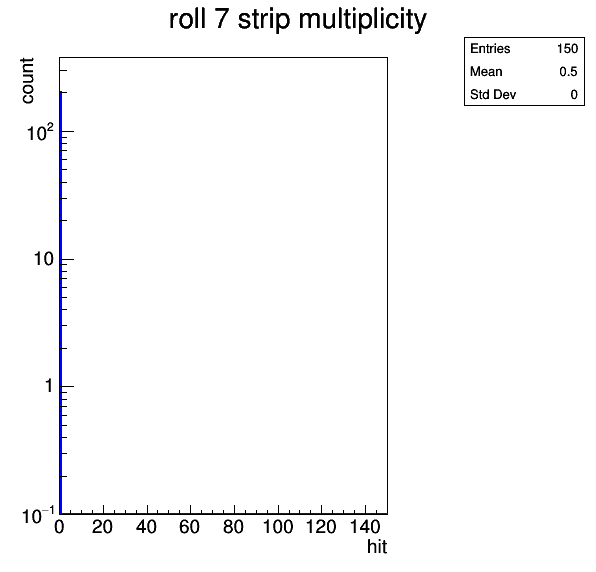 roll 7 strip multiplicity
Entries 150
Mean 0.5
Std Dev 0
count
10²
10
1
10⁻¹
0 20 40 60 80 100 120 140
hit